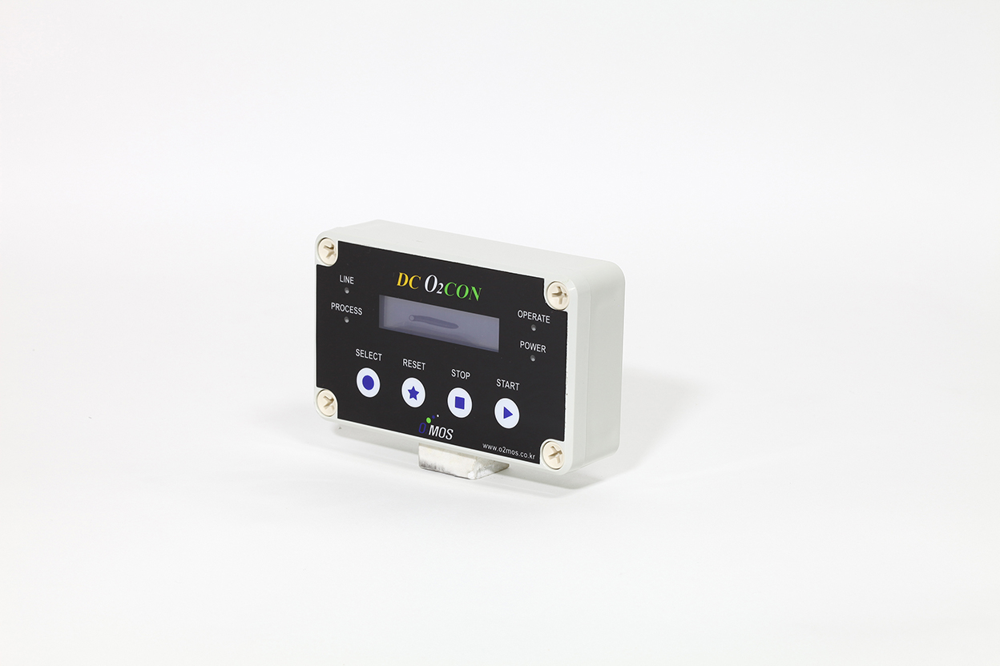 DC O2CON
LINE
PROCESS
OPERATE
POWER
SELECT
RESET
STOP
START
O2MOS
www.o2mos.co.kr